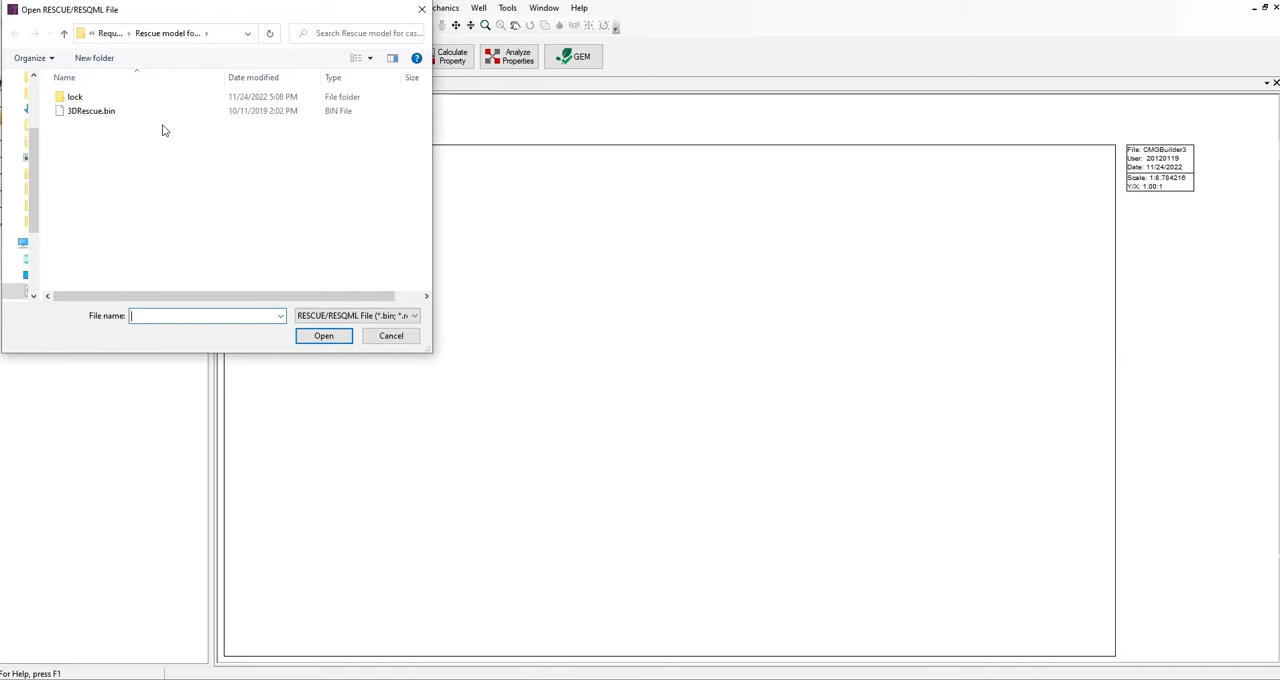 Open RESCUE/RESQML File
chanics Well Tools Window Help
« Requ... › Rescue model fo... ›
Search Rescue model for cas...
Organize
New folder
Calculate
Property
Analyze
Properties
GEM
Name Date modified Type Size
lock 11/24/2022 5:08 PM File folder
3DRescue.bin 10/11/2019 2:02 PM BIN File
File: CMGBuilder3
User: 20120119
Date: 11/24/2022
Scale: 1:8.784216
Y/X: 1.00:1
File name:
RESCUE/RESQML File (*.bin; *.r
Open
Cancel
For Help, press F1